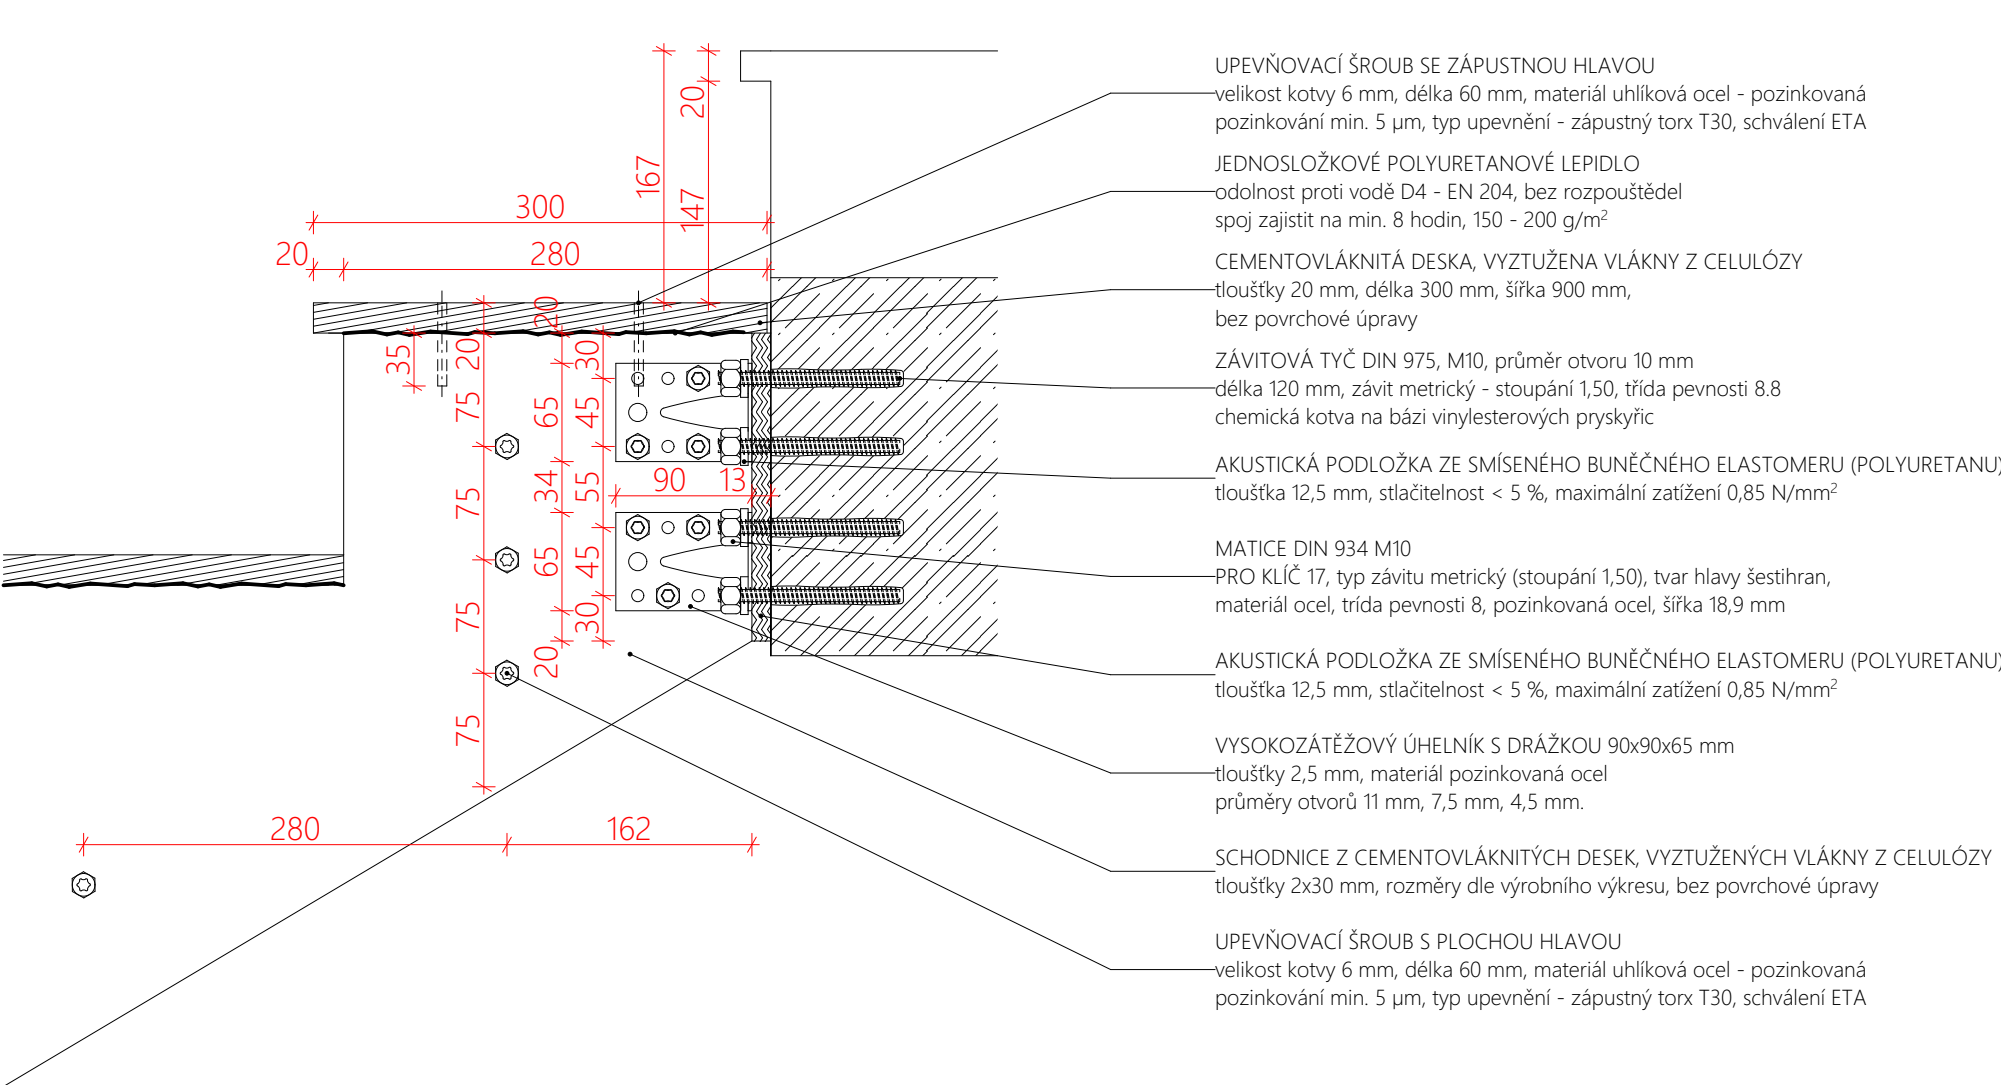 UPEVŇOVACÍ ŠROUB SE ZÁPUSTNOU HLAVOU
velikost kotvy 6 mm, délka 60 mm, materiál uhlíková ocel - pozinkovaná
pozinkování min. 5 µm, typ upevnění - zápustný torx T30, schválení ETA
JEDNOSLOŽKOVÉ POLYURETANOVÉ LEPIDLO
odolnost proti vodě D4 - EN 204, bez rozpouštědel
spoj zajistit na min. 8 hodin, 150 - 200 g/m²
CEMENTOVLÁKNITÁ DESKA, VYZTUŽENA VLÁKNY Z CELULÓZY
tloušťky 20 mm, délka 300 mm, šířka 900 mm,
bez povrchové úpravy
ZÁVITOVÁ TYČ DIN 975, M10, průměr otvoru 10 mm
délka 120 mm, závit metrický - stoupání 1,50, třída pevnosti 8.8
chemická kotva na bázi vinylesterových pryskyřic
AKUSTICKÁ PODLOŽKA ZE SMÍSENÉHO BUNĚČNÉHO ELASTOMERU (POLYURETANU)
tloušťka 12,5 mm, stlačitelnost < 5 %, maximální zatížení 0,85 N/mm²
MATICE DIN 934 M10
PRO KLÍČ 17, typ závitu metrický (stoupání 1,50), tvar hlavy šestihran,
materiál ocel, trída pevnosti 8, pozinkovaná ocel, šířka 18,9 mm
AKUSTICKÁ PODLOŽKA ZE SMÍSENÉHO BUNĚČNÉHO ELASTOMERU (POLYURETANU)
tloušťka 12,5 mm, stlačitelnost < 5 %, maximální zatížení 0,85 N/mm²
VYSOKOZÁTĚŽOVÝ ÚHELNÍK S DRÁŽKOU 90x90x65 mm
tloušťky 2,5 mm, materiál pozinkovaná ocel
průměry otvorů 11 mm, 7,5 mm, 4,5 mm.
SCHODNICE Z CEMENTOVLÁKNITÝCH DESEK, VYZTUŽENÝCH VLÁKNY Z CELULÓZY
tloušťky 2x30 mm, rozměry dle výrobního výkresu, bez povrchové úpravy
UPEVŇOVACÍ ŠROUB S PLOCHOU HLAVOU
velikost kotvy 6 mm, délka 60 mm, materiál uhlíková ocel - pozinkovaná
pozinkování min. 5 µm, typ upevnění - zápustný torx T30, schválení ETA
20
167
147
300
20
280
20
35
20
30
75
65
45
34
55
90
13
75
65
45
75
30
20
75
280
162